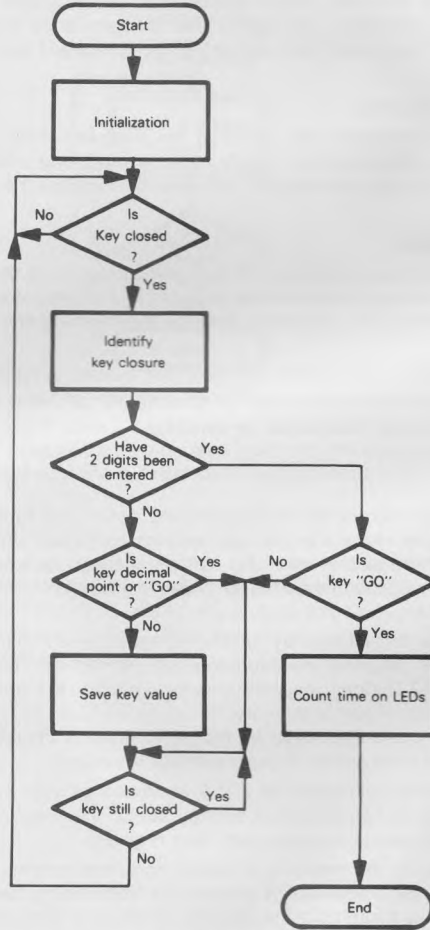 Start
Initialization
No
Is
Key closed
?
Yes
Identify
key closure
Have
2 digits been
entered
?
Yes
No
Is
key decimal
point or "GO"
?
Yes
No
Is
key "GO"
?
No
Yes
Save key value
Count time on LEDs
Is
key still closed
?
Yes
No
End